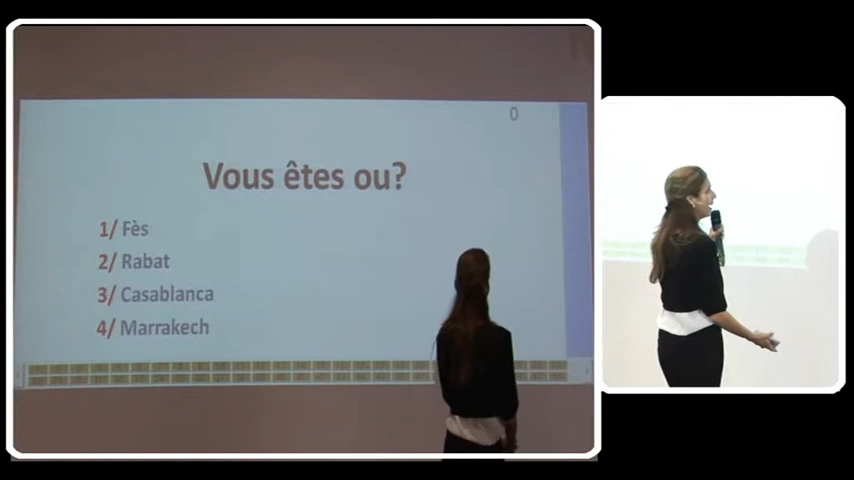 0
Vous êtes ou?
1/ Fès
2/ Rabat
3/ Casablanca
4/ Marrakech